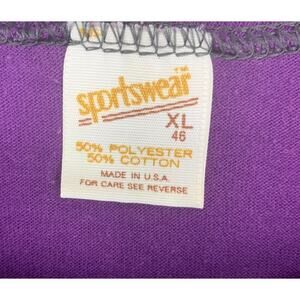 sportswear
XL
46
50% POLYESTER
50% COTTON
MADE IN U.S.A.
FOR CARE SEE REVERSE